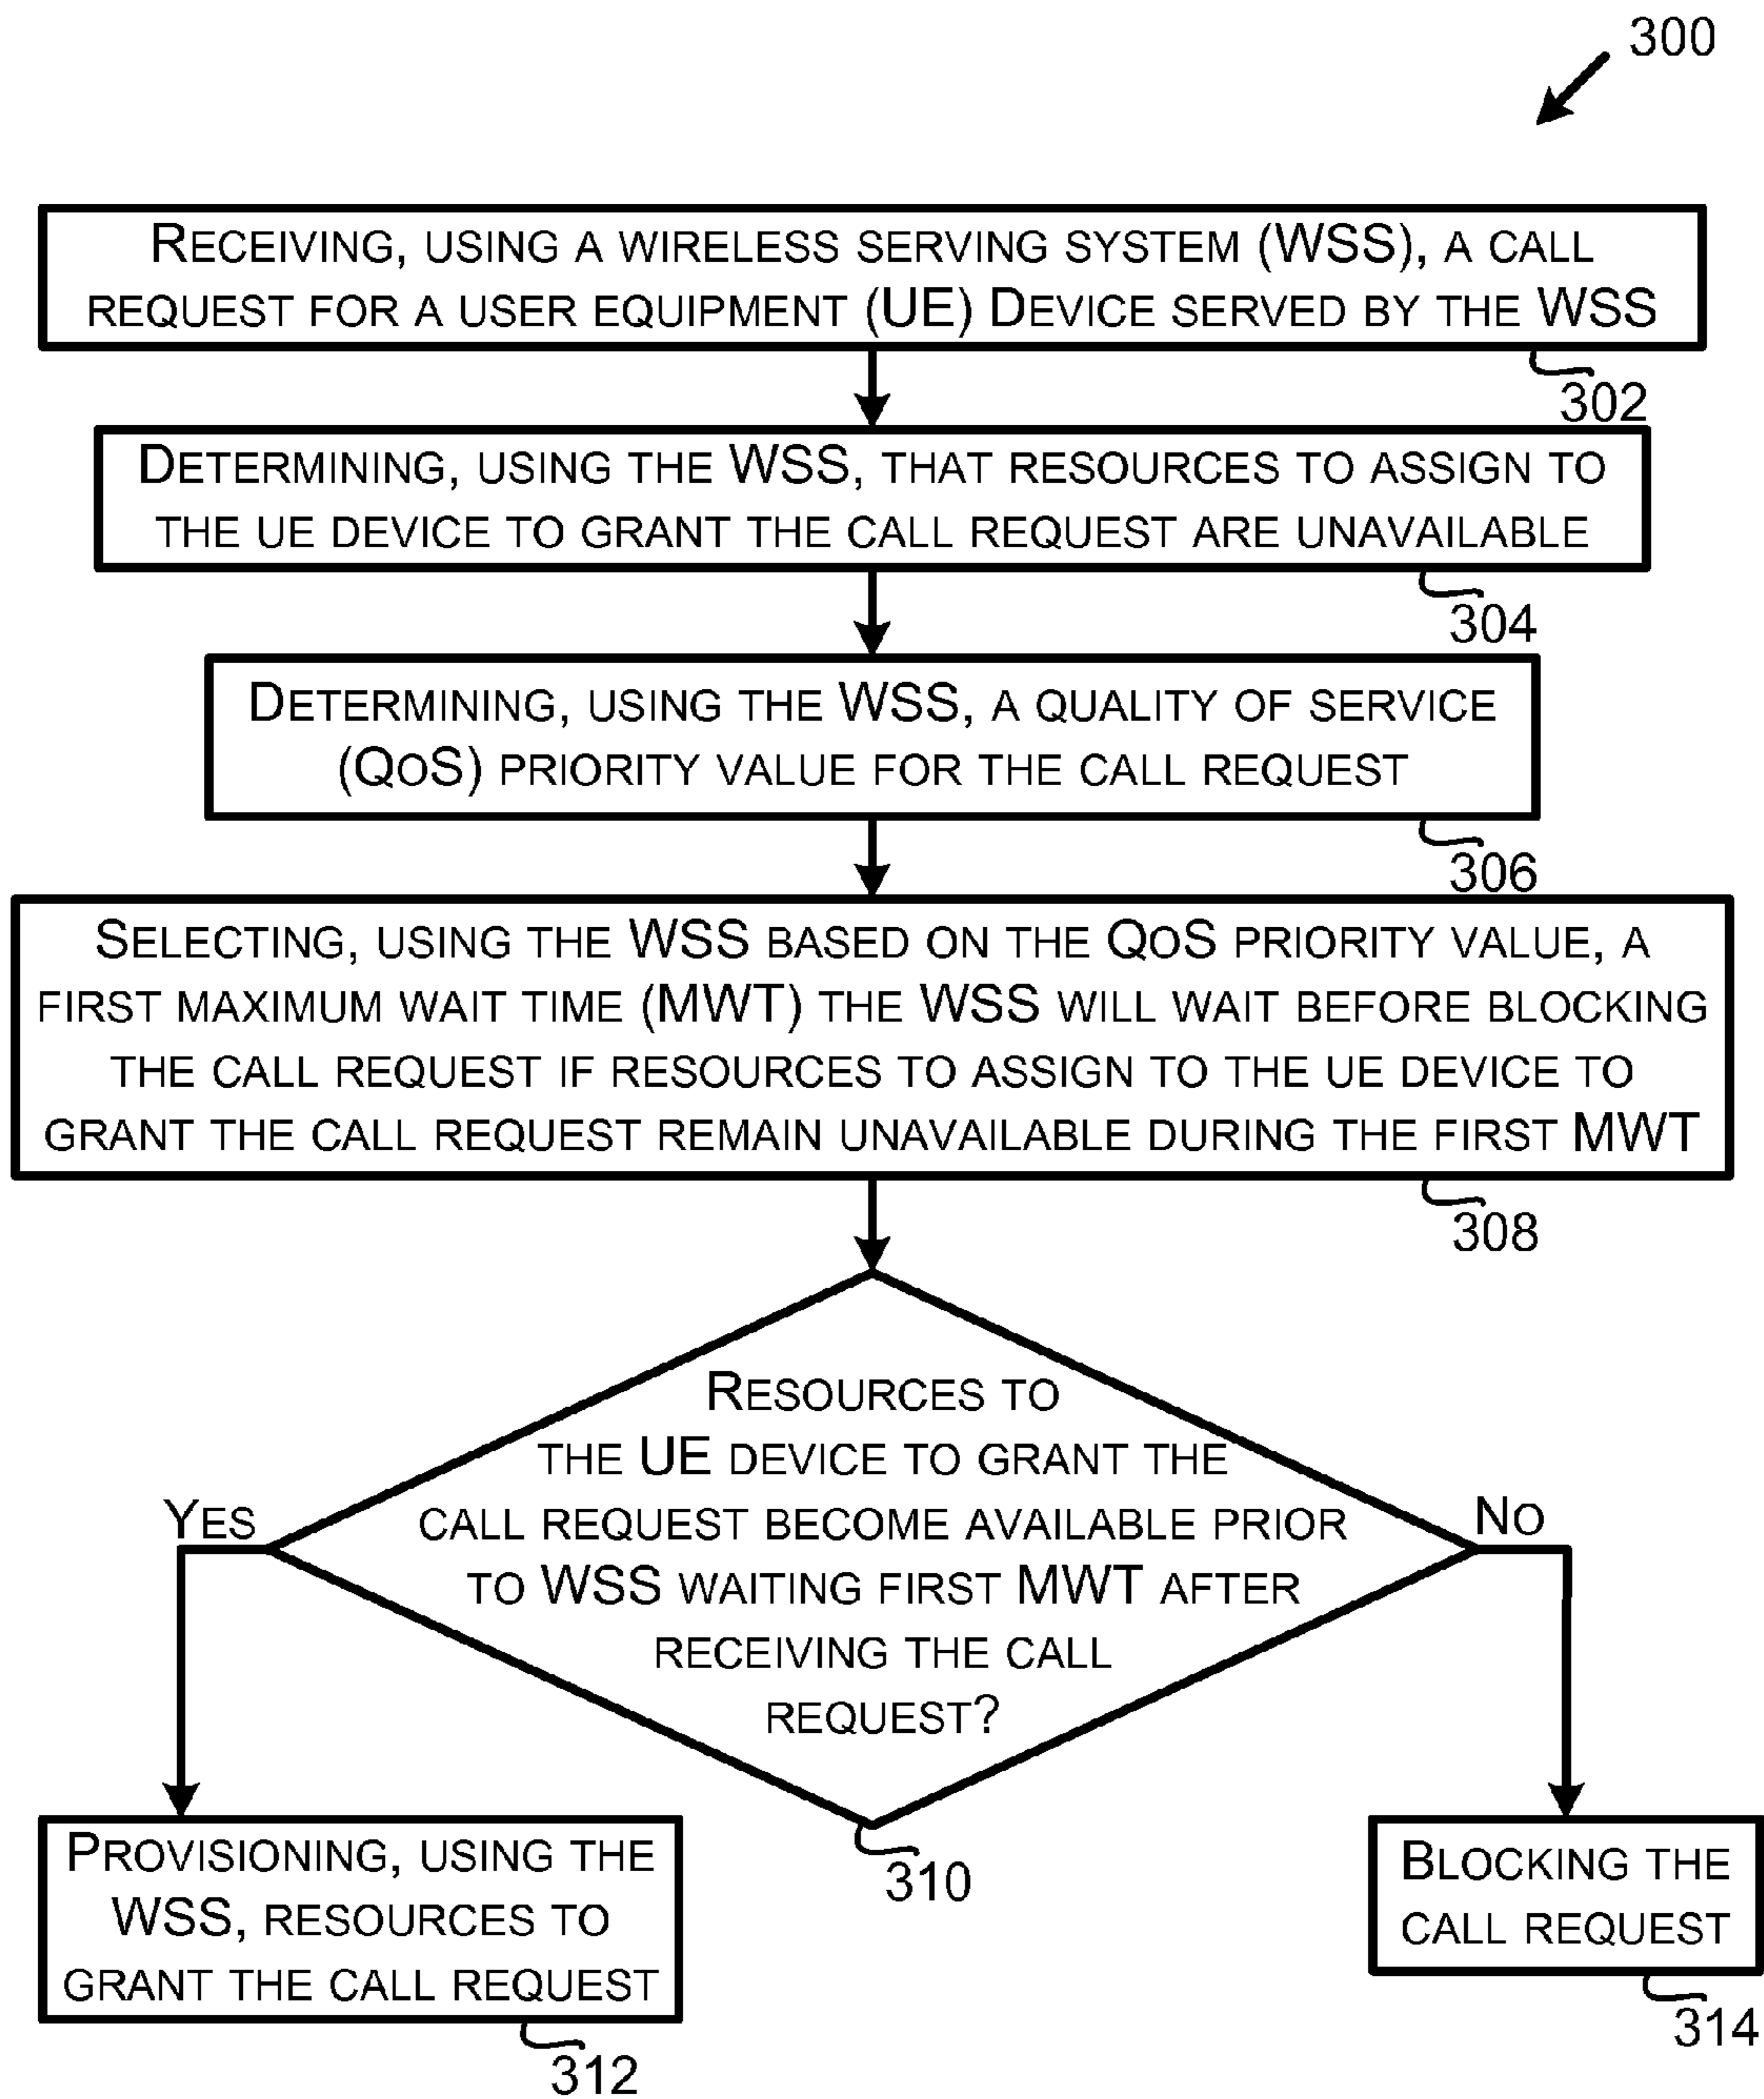 300
RECEIVING, USING A WIRELESS SERVING SYSTEM (WSS), A CALL
REQUEST FOR A USER EQUIPMENT (UE) DEVICE SERVED BY THE WSS
302
DETERMINING, USING THE WSS, THAT RESOURCES TO ASSIGN TO
THE UE DEVICE TO GRANT THE CALL REQUEST ARE UNAVAILABLE
304
DETERMINING, USING THE WSS, A QUALITY OF SERVICE
(QOS) PRIORITY VALUE FOR THE CALL REQUEST
306
SELECTING, USING THE WSS BASED ON THE QOS PRIORITY VALUE, A
FIRST MAXIMUM WAIT TIME (MWT) THE WSS WILL WAIT BEFORE BLOCKING
THE CALL REQUEST IF RESOURCES TO ASSIGN TO THE UE DEVICE TO
GRANT THE CALL REQUEST REMAIN UNAVAILABLE DURING THE FIRST MWT
308
RESOURCES TO
THE UE DEVICE TO GRANT THE
CALL REQUEST BECOME AVAILABLE PRIOR
TO WSS WAITING FIRST MWT AFTER
RECEIVING THE CALL
REQUEST?
310
YES
NO
PROVISIONING, USING THE
WSS, RESOURCES TO
GRANT THE CALL REQUEST
312
BLOCKING THE
CALL REQUEST
314